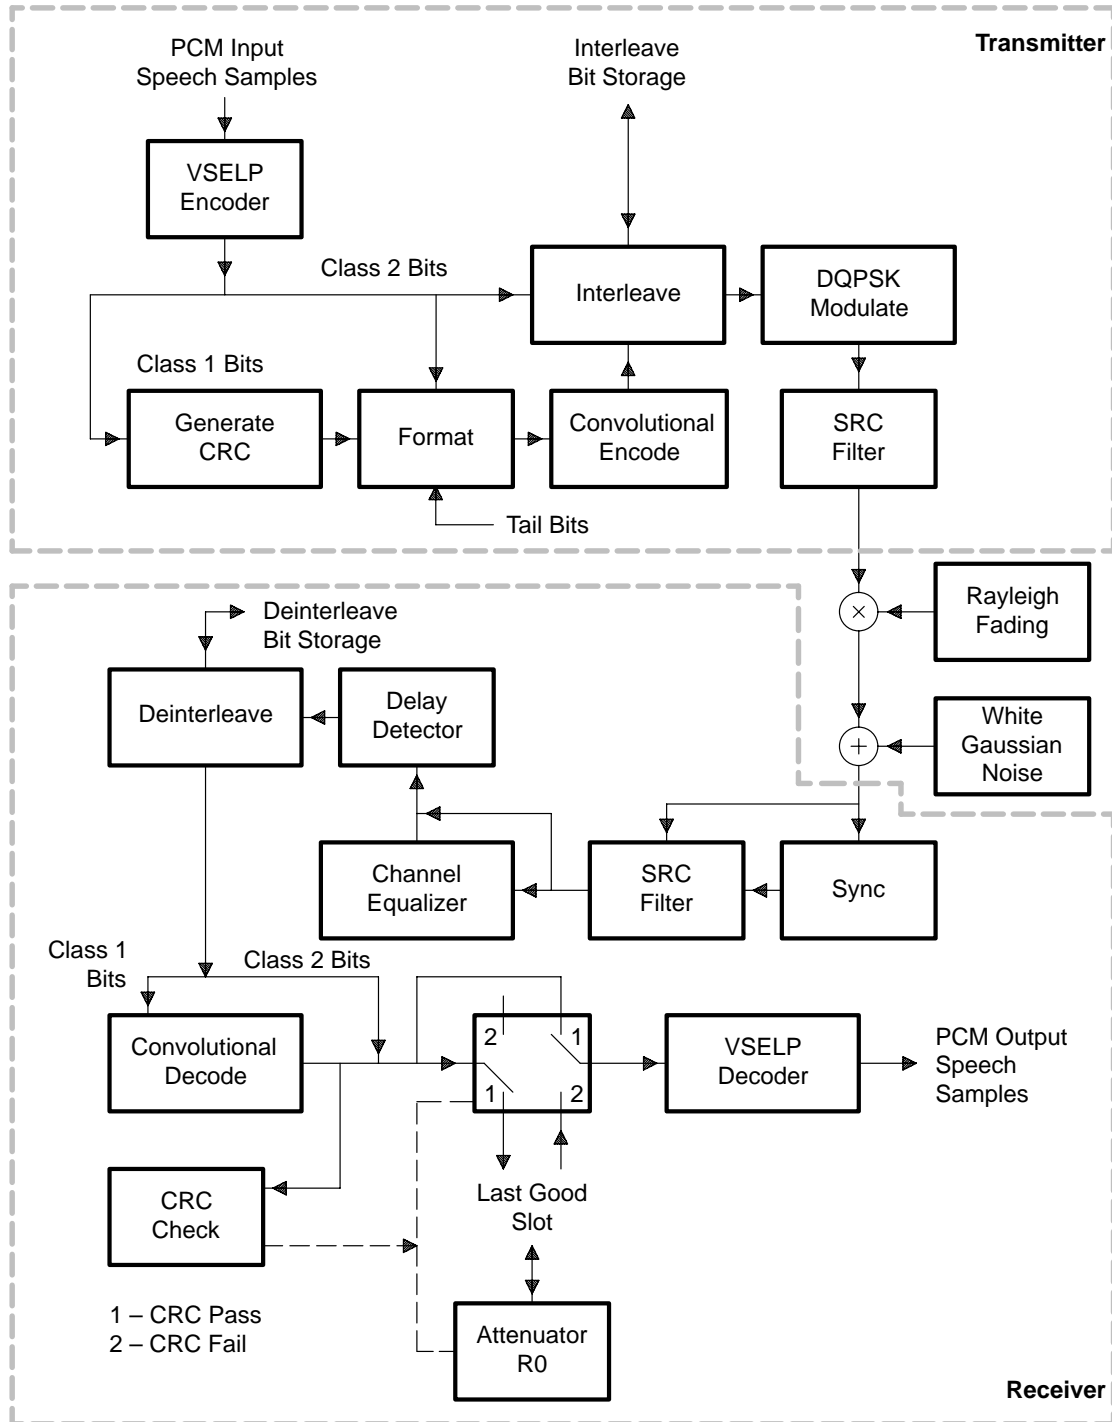 Transmitter
PCM Input
Speech Samples
Interleave
Bit Storage
VSELP
Encoder
Class 2 Bits
Interleave
DQPSK
Modulate
Class 1 Bits
Generate
CRC
Format
Convolutional
Encode
SRC
Filter
Tail Bits
×
Rayleigh
Fading
+
White
Gaussian
Noise
Deinterleave
Bit Storage
Deinterleave
Delay
Detector
Channel
Equalizer
SRC
Filter
Sync
Class 1
Bits
Class 2 Bits
Convolutional
Decode
2
1
1
2
VSELP
Decoder
PCM Output
Speech
Samples
CRC
Check
Last Good
Slot
1 – CRC Pass
2 – CRC Fail
Attenuator
R0
Receiver